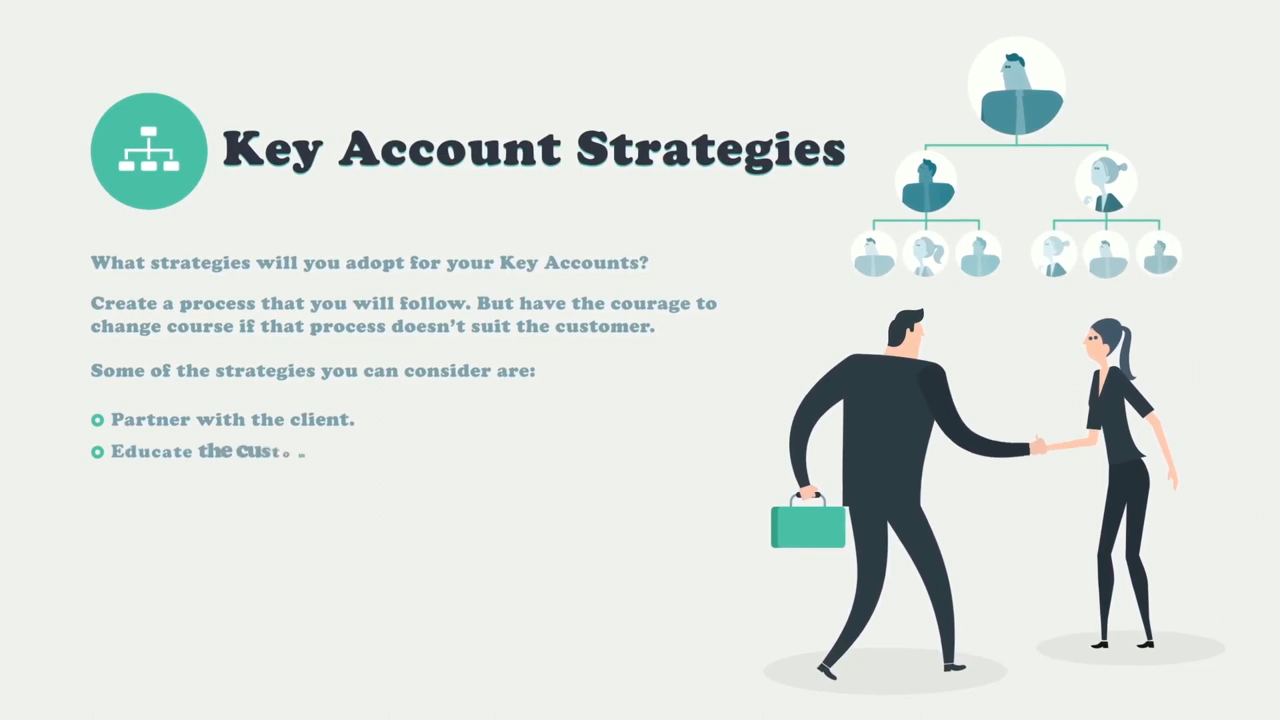 Key Account Strategies
What strategies will you adopt for your Key Accounts?
Create a process that you will follow. But have the courage to
change course if that process doesn’t suit the customer.
Some of the strategies you can consider are:
Partner with the client.
Educate the